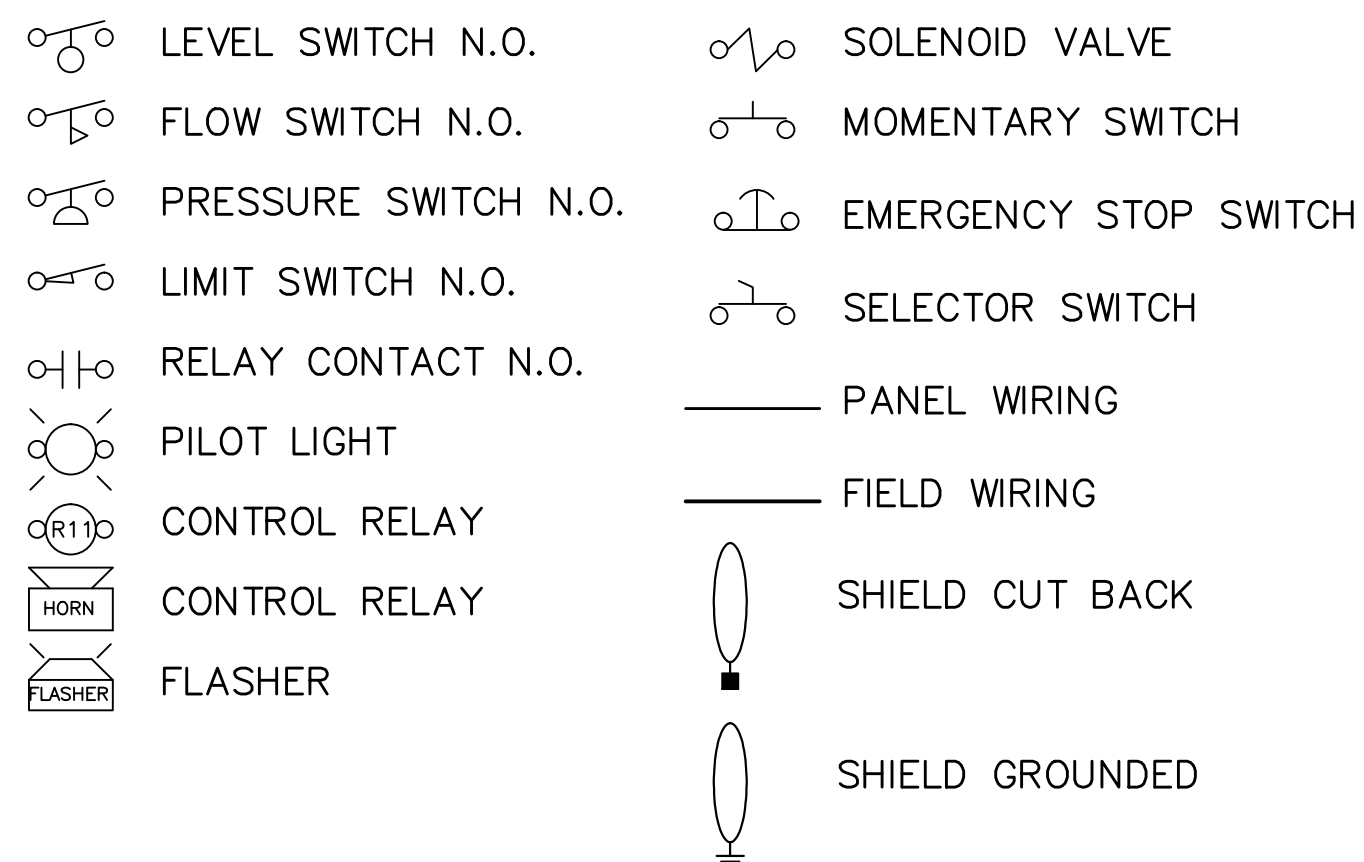 LEVEL SWITCH N.O.
FLOW SWITCH N.O.
PRESSURE SWITCH N.O.
LIMIT SWITCH N.O.
RELAY CONTACT N.O.
PILOT LIGHT
R11 CONTROL RELAY
HORN CONTROL RELAY
FLASHER FLASHER
SOLENOID VALVE
MOMENTARY SWITCH
EMERGENCY STOP SWITCH
SELECTOR SWITCH
PANEL WIRING
FIELD WIRING
SHIELD CUT BACK
SHIELD GROUNDED